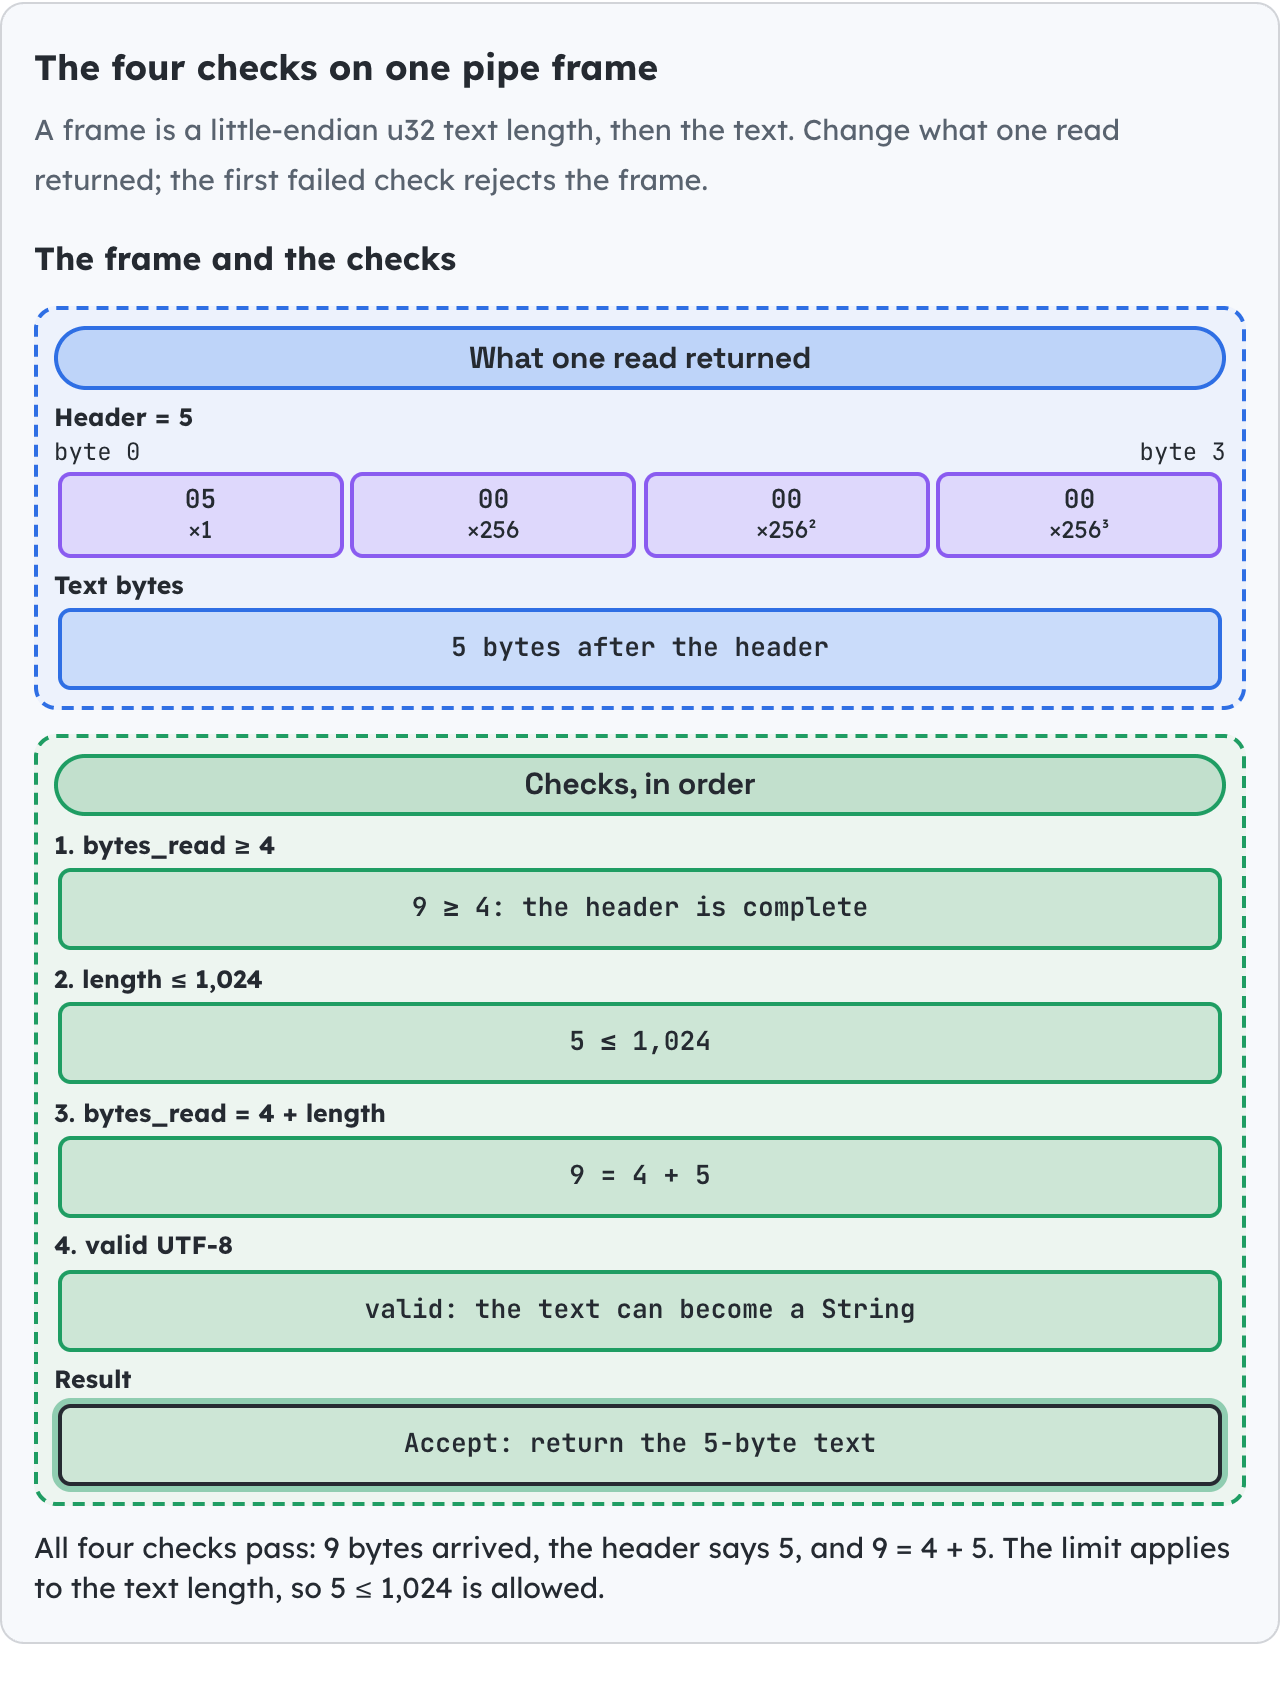 The four checks on one pipe frame
A frame is a little-endian u32 text length, then the text. Change what one read
returned; the first failed check rejects the frame.
The frame and the checks
What one read returned
Header = 5
byte 0 byte 3
05 00 00 00
×1 ×256 ×256² ×256³
Text bytes
5 bytes after the header
Checks, in order
1. bytes_read ≥ 4
9 ≥ 4: the header is complete
2. length ≤ 1,024
5 ≤ 1,024
3. bytes_read = 4 + length
9 = 4 + 5
4. valid UTF-8
valid: the text can become a String
Result
Accept: return the 5-byte text
All four checks pass: 9 bytes arrived, the header says 5, and 9 = 4 + 5. The limit applies
to the text length, so 5 ≤ 1,024 is allowed.